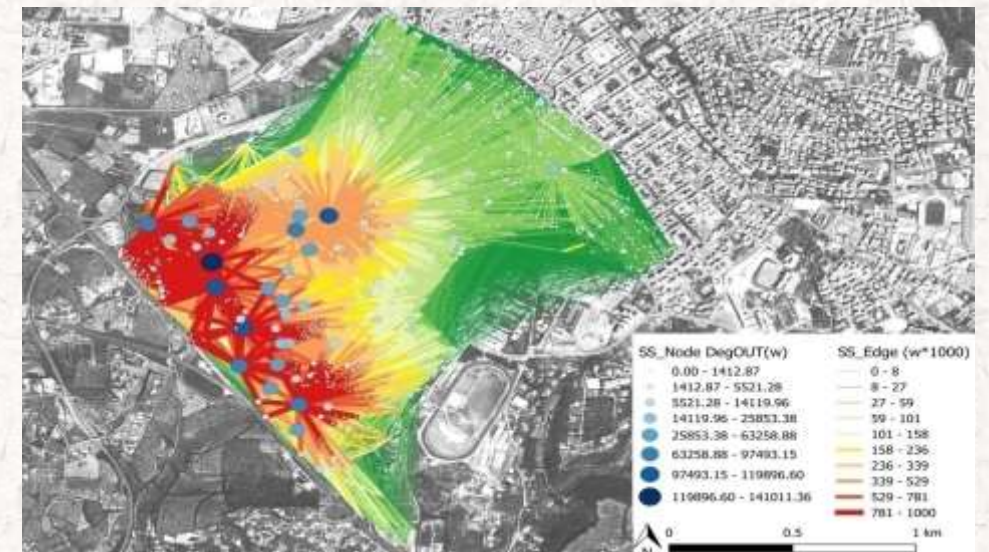 SS_Node DegOUT(w)
0.00 - 1412.87
1412.87 - 5521.28
5521.28 - 14119.96
14119.96 - 25853.38
25853.38 - 63258.88
63258.88 - 97493.15
97493.15 - 119896.60
119896.60 - 141011.36
SS_Edge (w*1000)
0 - 8
8 - 27
27 - 59
59 - 101
101 - 158
158 - 236
236 - 339
339 - 529
529 - 781
781 - 1000
N
0 0.5 1 km